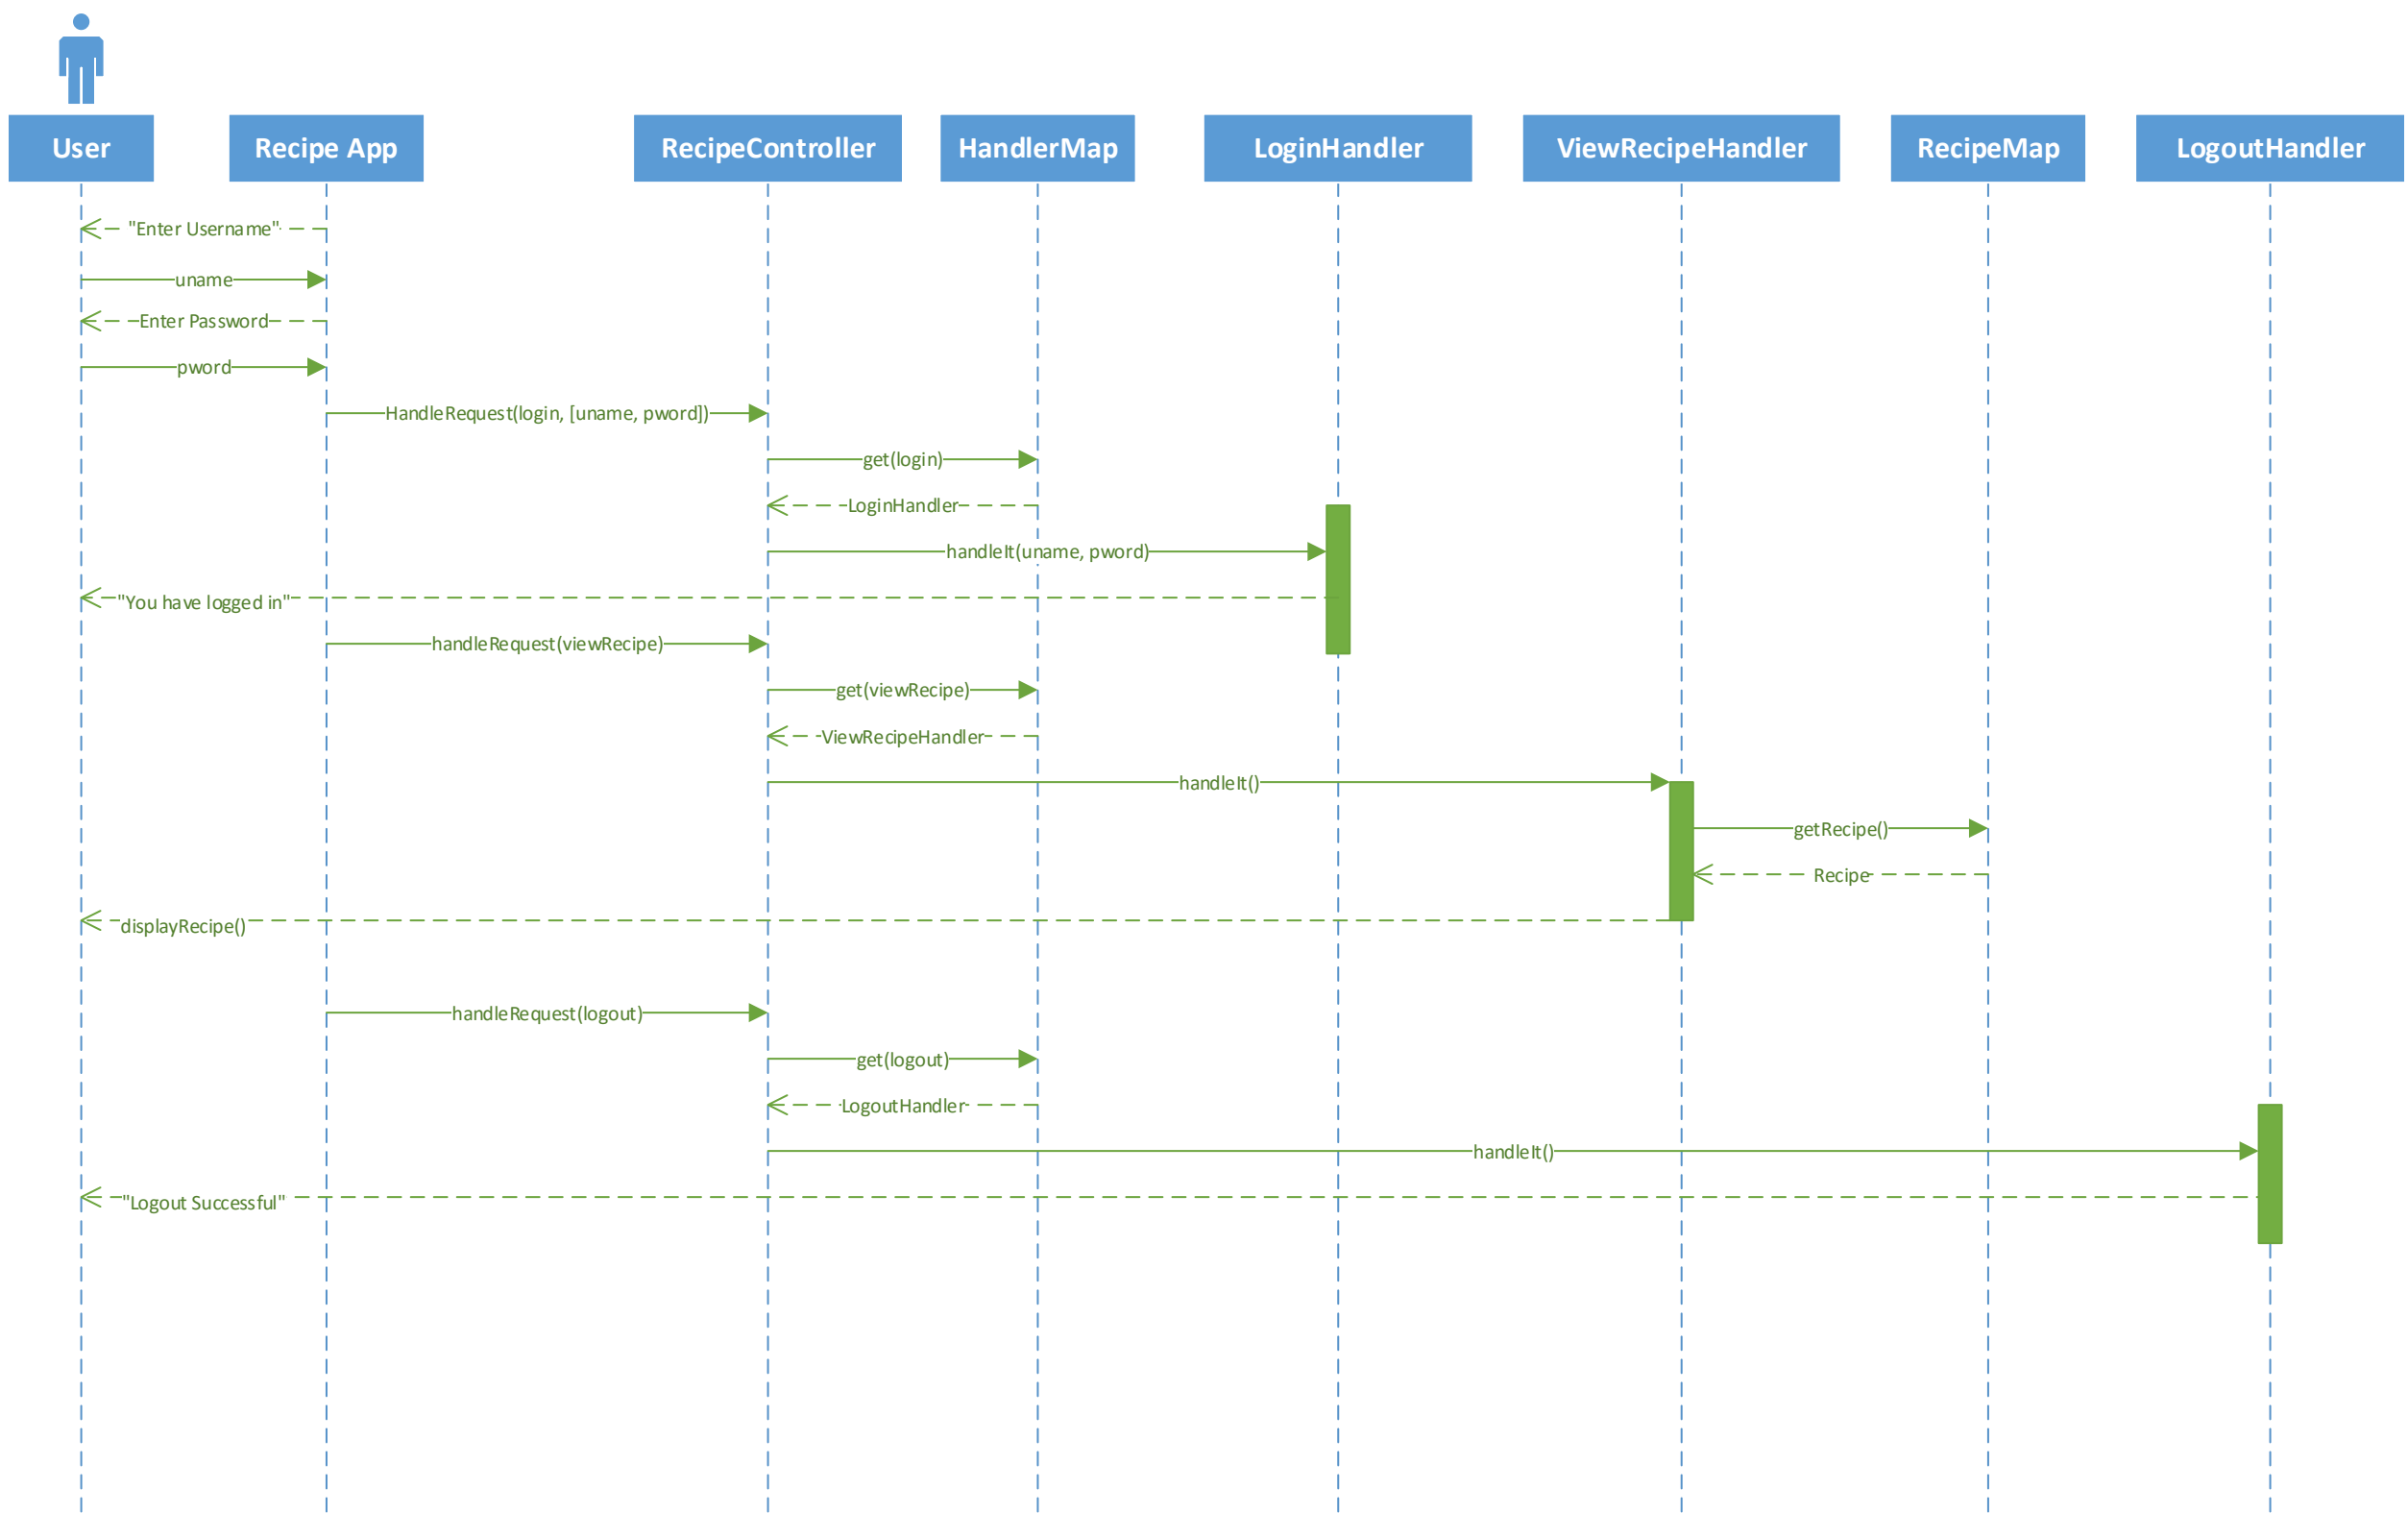 User
Recipe App
RecipeController
HandlerMap
LoginHandler
ViewRecipeHandler
RecipeMap
LogoutHandler
"Enter Username"
uname
Enter Password
pword
HandleRequest(login, [uname, pword])
get(login)
LoginHandler
handleIt(uname, pword)
"You have logged in"
handleRequest(viewRecipe)
get(viewRecipe)
ViewRecipeHandler
handleIt()
getRecipe()
Recipe
displayRecipe()
handleRequest(logout)
get(logout)
LogoutHandler
handleIt()
"Logout Successful"